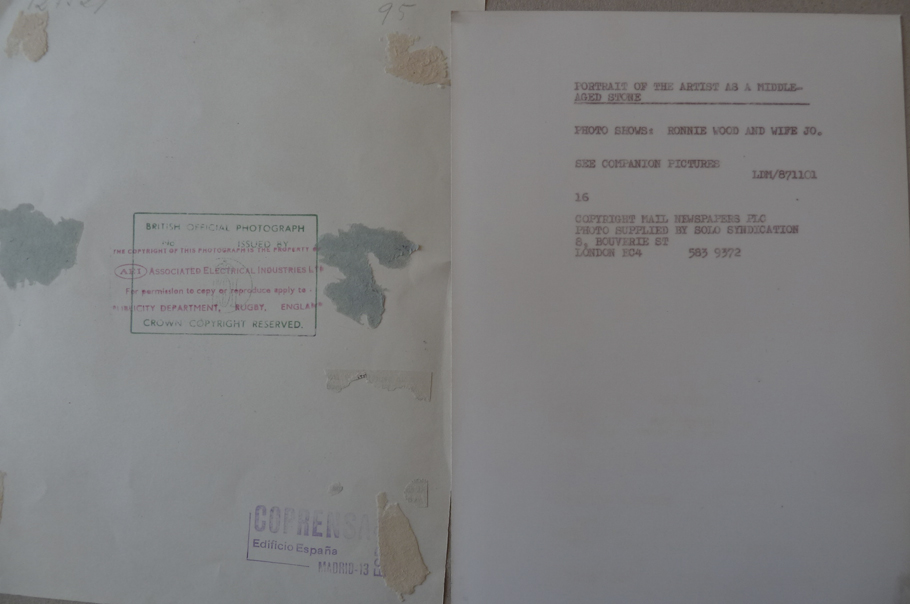 95
BRITISH OFFICIAL PHOTOGRAPH
ISSUED BY
THE COPYRIGHT OF THIS PHOTOGRAPH IS THE PROPERTY OF
AEI ASSOCIATED ELECTRICAL INDUSTRIES LTD
For permission to copy or reproduce apply to -
PUBLICITY DEPARTMENT, RUGBY, ENGLAND
CROWN COPYRIGHT RESERVED.
COPRENSA
Edificio España
MADRID-13
PORTRAIT OF THE ARTIST AS A MIDDLE-
AGED STONE
PHOTO SHOWS: RONNIE WOOD AND WIFE JO.
SEE COMPANION PICTURES
LDM/871101
16
COPYRIGHT MAIL NEWSPAPERS PLC
PHOTO SUPPLIED BY SOLO SYNDICATION
8, BOUVERIE ST
LONDON EC4 583 9372